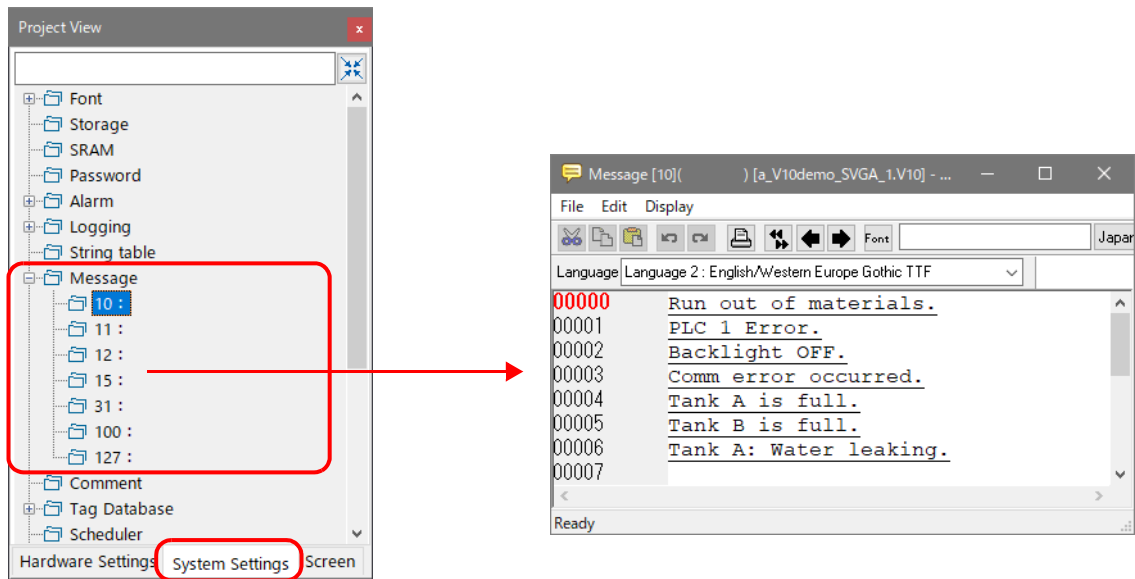 Project View
x
Font
Storage
SRAM
Password
Alarm
Logging
String table
Message
10 :
11 :
12 :
15 :
31 :
100 :
127 :
Comment
Tag Database
Scheduler
Hardware Settings System Settings Screen
Message [10]( ) [a_V10demo_SVGA_1.V10] - ...
File Edit Display
Font Japar
Language Language 2 : English/Western Europe Gothic TTF
00000 Run out of materials.
00001 PLC 1 Error.
00002 Backlight OFF.
00003 Comm error occurred.
00004 Tank A is full.
00005 Tank B is full.
00006 Tank A: Water leaking.
00007
Ready